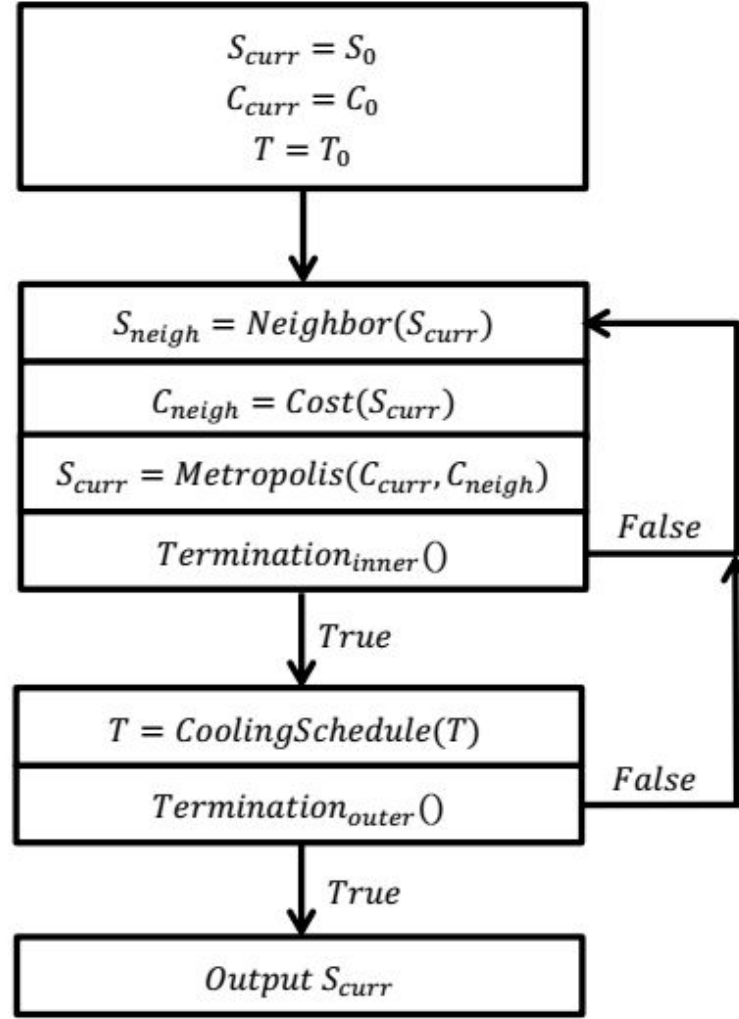 S_curr = S_0
C_curr = C_0
T = T_0
S_neigh = Neighbor(S_curr)
C_neigh = Cost(S_curr)
S_curr = Metropolis(C_curr, C_neigh)
Termination_inner()
False
True
T = CoolingSchedule(T)
Termination_outer()
False
True
Output S_curr